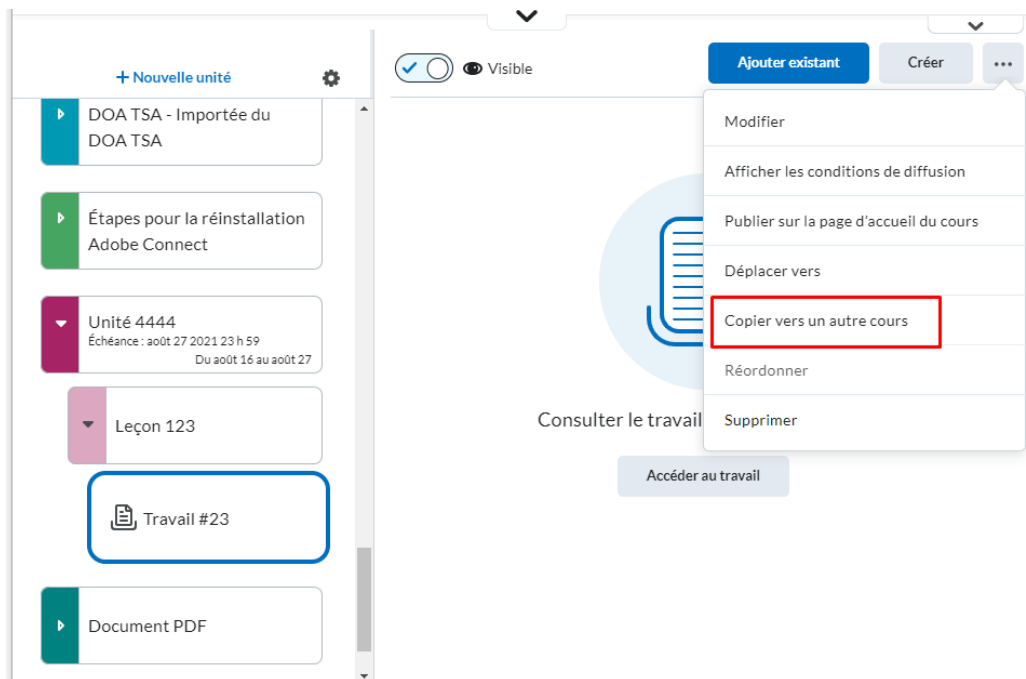 + Nouvelle unité
DOA TSA - Importée du
DOA TSA
Étapes pour la réinstallation
Adobe Connect
Unité 4444
Échéance : août 27 2021 23 h 59
Du août 16 au août 27
Leçon 123
Travail #23
Document PDF
Visible
Ajouter existant
Créer
...
Modifier
Afficher les conditions de diffusion
Publier sur la page d'accueil du cours
Déplacer vers
Copier vers un autre cours
Réordonner
Supprimer
Consulter le travail
Accéder au travail